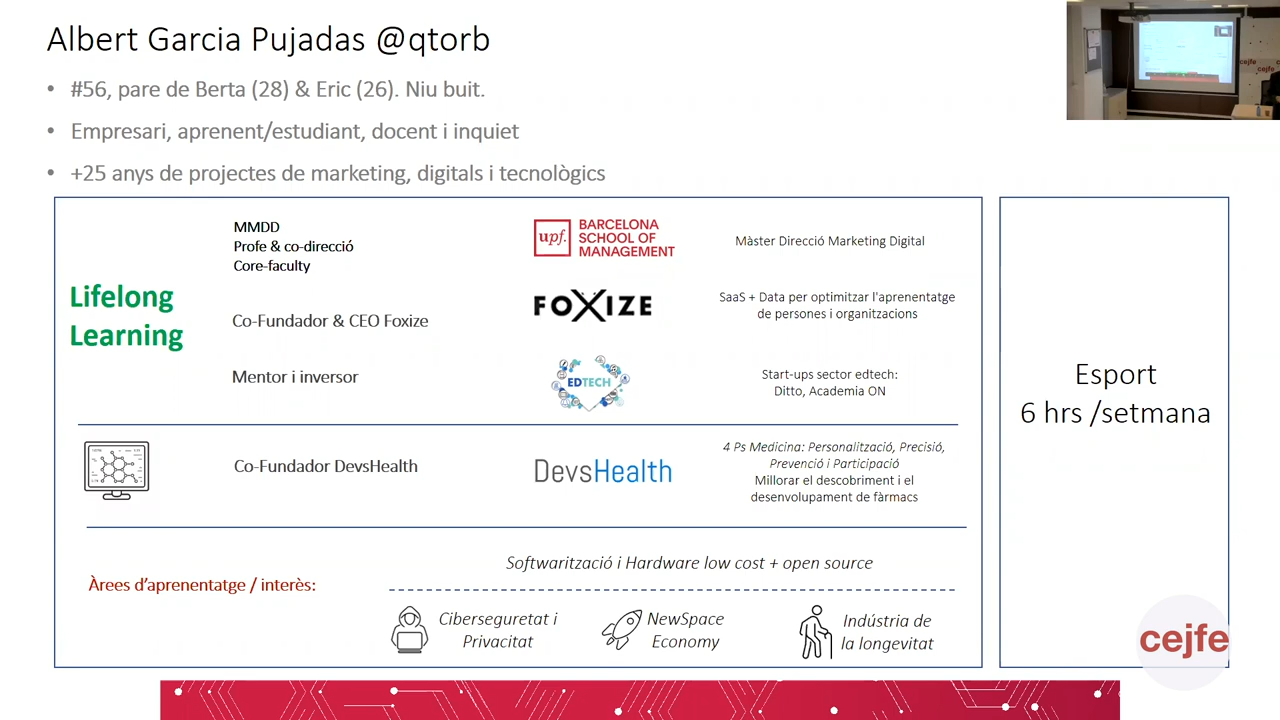 Albert Garcia Pujadas @qtorb
• #56, pare de Berta (28) & Eric (26). Niu buit.
• Empresari, aprenent/estudiant, docent i inquiet
• +25 anys de projectes de marketing, digitals i tecnològics
Lifelong
Learning
MMDD
Profe & co-direcció
Core-faculty
upf.
BARCELONA
SCHOOL OF
MANAGEMENT
Màster Direcció Marketing Digital
Co-Fundador & CEO Foxize
FOXIZE
SaaS + Data per optimitzar l'aprenentatge
de persones i organitzacions
Mentor i inversor
EDTECH
Start-ups sector edtech:
Ditto, Academia ON
Co-Fundador DevsHealth
DevsHealth
4 Ps Medicina: Personalització, Precisió,
Prevenció i Participació
Millorar el descobriment i el
desenvolupament de fàrmacs
Àrees d'aprenentatge / interès:
Softwarització i Hardware low cost + open source
Ciberseguretat i
Privacitat
NewSpace
Economy
Indústria de
la longevitat
Esport
6 hrs /setmana
cejfe
cejfe
cejfe